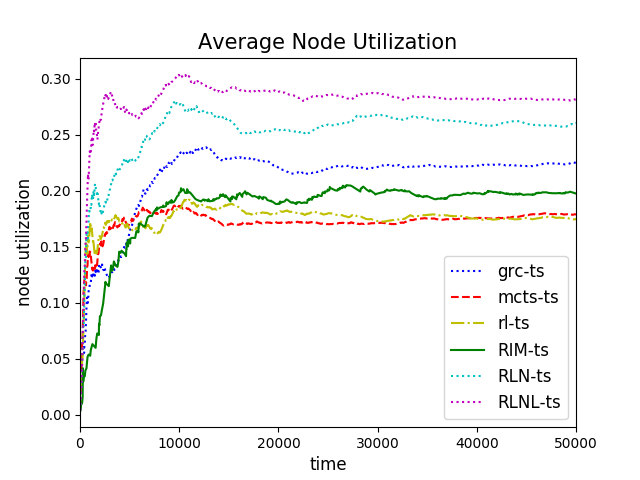 Average Node Utilization
node utilization
0.30
0.25
0.20
0.15
0.10
0.05
0.00
grc-ts
mcts-ts
rl-ts
RIM-ts
RLN-ts
RLNL-ts
0 10000 20000 30000 40000 50000
time